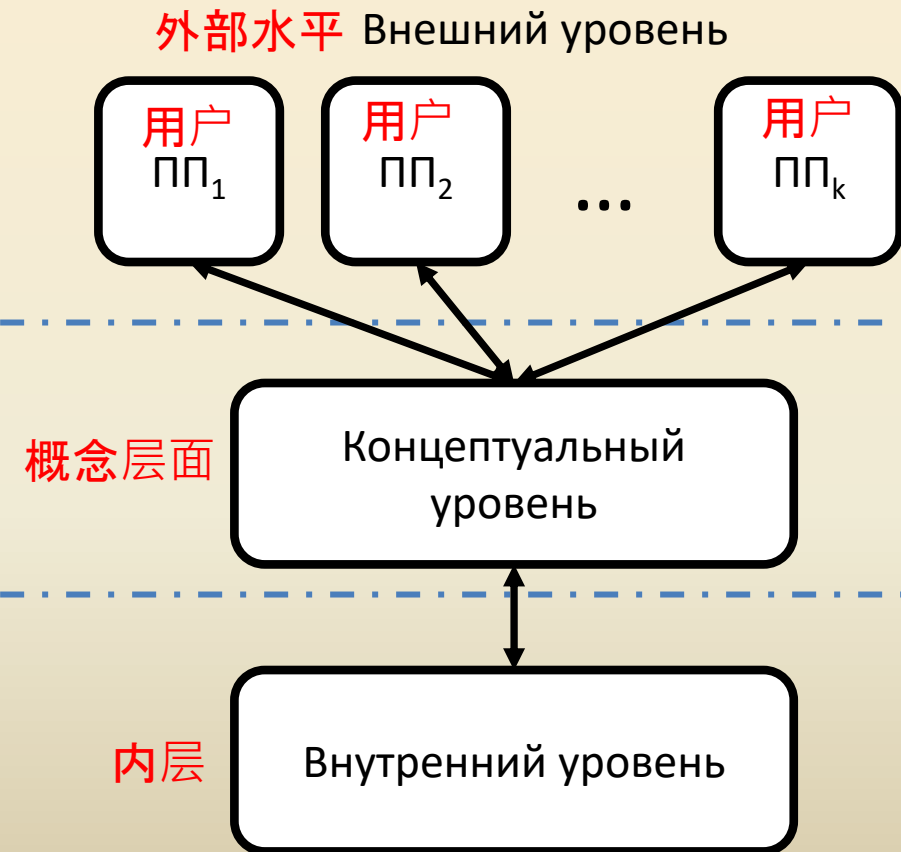 外部水平 Внешний уровень
用户
ПП₁
用户
ПП₂
...
用户
ППₖ
概念层面
Концептуальный
уровень
内层
Внутренний уровень